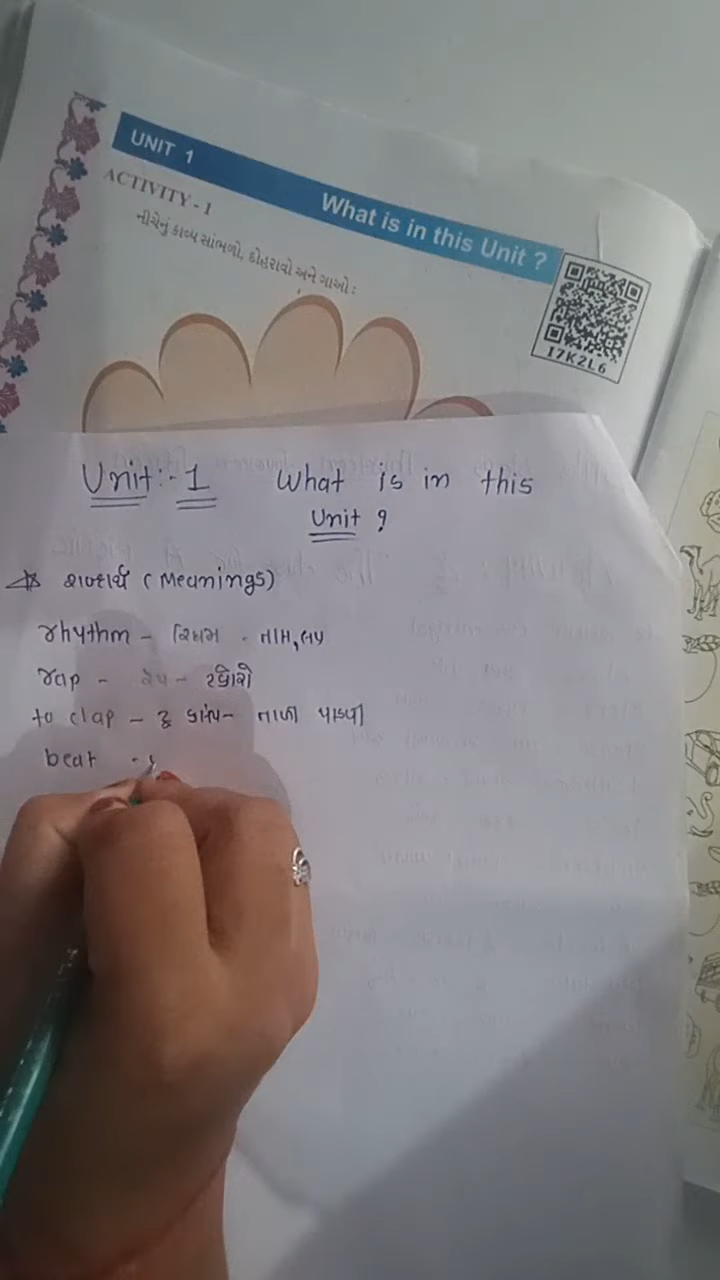 UNIT 1
What is in this Unit ?
ACTIVITY - 1
નીચેનું કાવ્ય સાંભળો, દોહરાવો અને ગાઓ :
I7K2L6
Unit :- 1 What is in this
Unit ?
શબ્દાર્થ (Meanings)
rhythm - રિધમ - તાલ, લય
rap - રેપ - ટકોરો
to clap - ટુ ક્લેપ - તાળી પાડવી
beat -